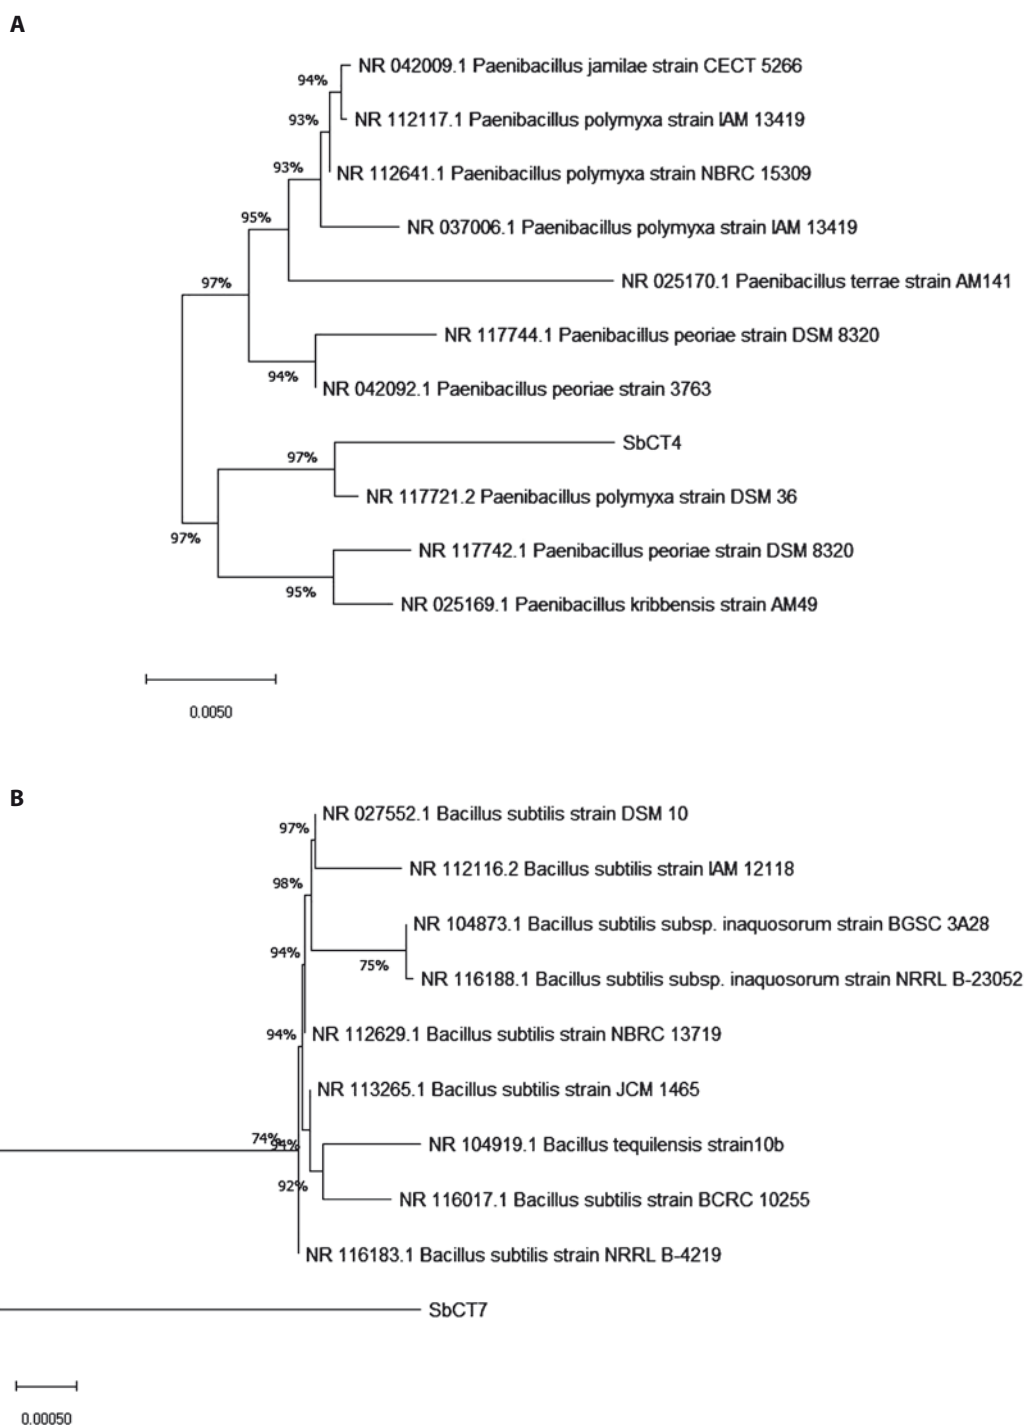 A
NR 042009.1 Paenibacillus jamilae strain CECT 5266
94%
NR 112117.1 Paenibacillus polymyxa strain IAM 13419
93%
NR 112641.1 Paenibacillus polymyxa strain NBRC 15309
93%
95%
NR 037006.1 Paenibacillus polymyxa strain IAM 13419
97%
NR 025170.1 Paenibacillus terrae strain AM141
NR 117744.1 Paenibacillus peoriae strain DSM 8320
94%
NR 042092.1 Paenibacillus peoriae strain 3763
SbCT4
97%
NR 117721.2 Paenibacillus polymyxa strain DSM 36
97%
NR 117742.1 Paenibacillus peoriae strain DSM 8320
95%
NR 025169.1 Paenibacillus kribbensis strain AM49
0.0050
B
NR 027552.1 Bacillus subtilis strain DSM 10
97%
NR 112116.2 Bacillus subtilis strain IAM 12118
98%
NR 104873.1 Bacillus subtilis subsp. inaquosorum strain BGSC 3A28
94%
75%
NR 116188.1 Bacillus subtilis subsp. inaquosorum strain NRRL B-23052
94%
NR 112629.1 Bacillus subtilis strain NBRC 13719
NR 113265.1 Bacillus subtilis strain JCM 1465
74%
94%
NR 104919.1 Bacillus tequilensis strain10b
92%
NR 116017.1 Bacillus subtilis strain BCRC 10255
NR 116183.1 Bacillus subtilis strain NRRL B-4219
SbCT7
0.00050